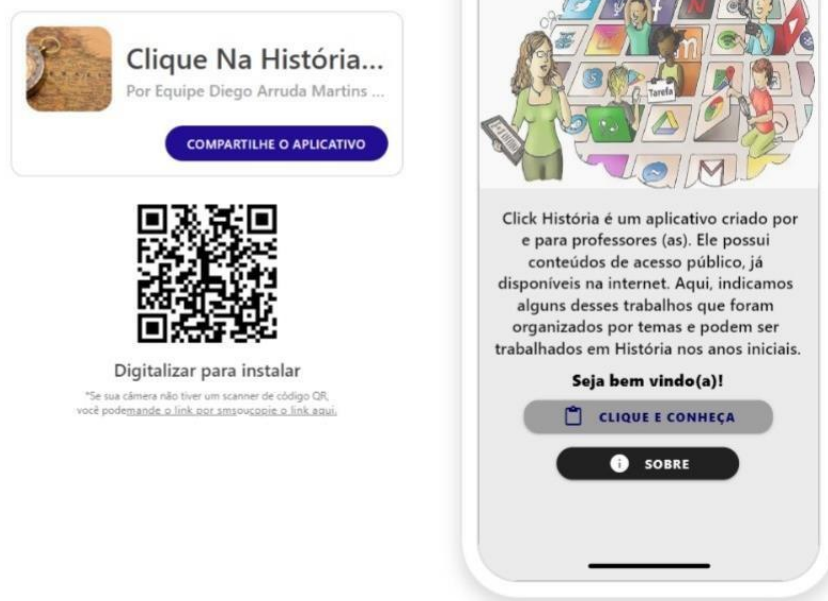 Clique Na História...
Por Equipe Diego Arruda Martins ...
COMPARTILHE O APLICATIVO
Digitalizar para instalar
*Se sua câmera não tiver um scanner de código QR,
você podemande o link por smsoucopie o link aqui.
Tarefa
Click História é um aplicativo criado por
e para professores (as). Ele possui
conteúdos de acesso público, já
disponíveis na internet. Aqui, indicamos
alguns desses trabalhos que foram
organizados por temas e podem ser
trabalhados em História nos anos iniciais.
Seja bem vindo(a)!
CLIQUE E CONHEÇA
SOBRE